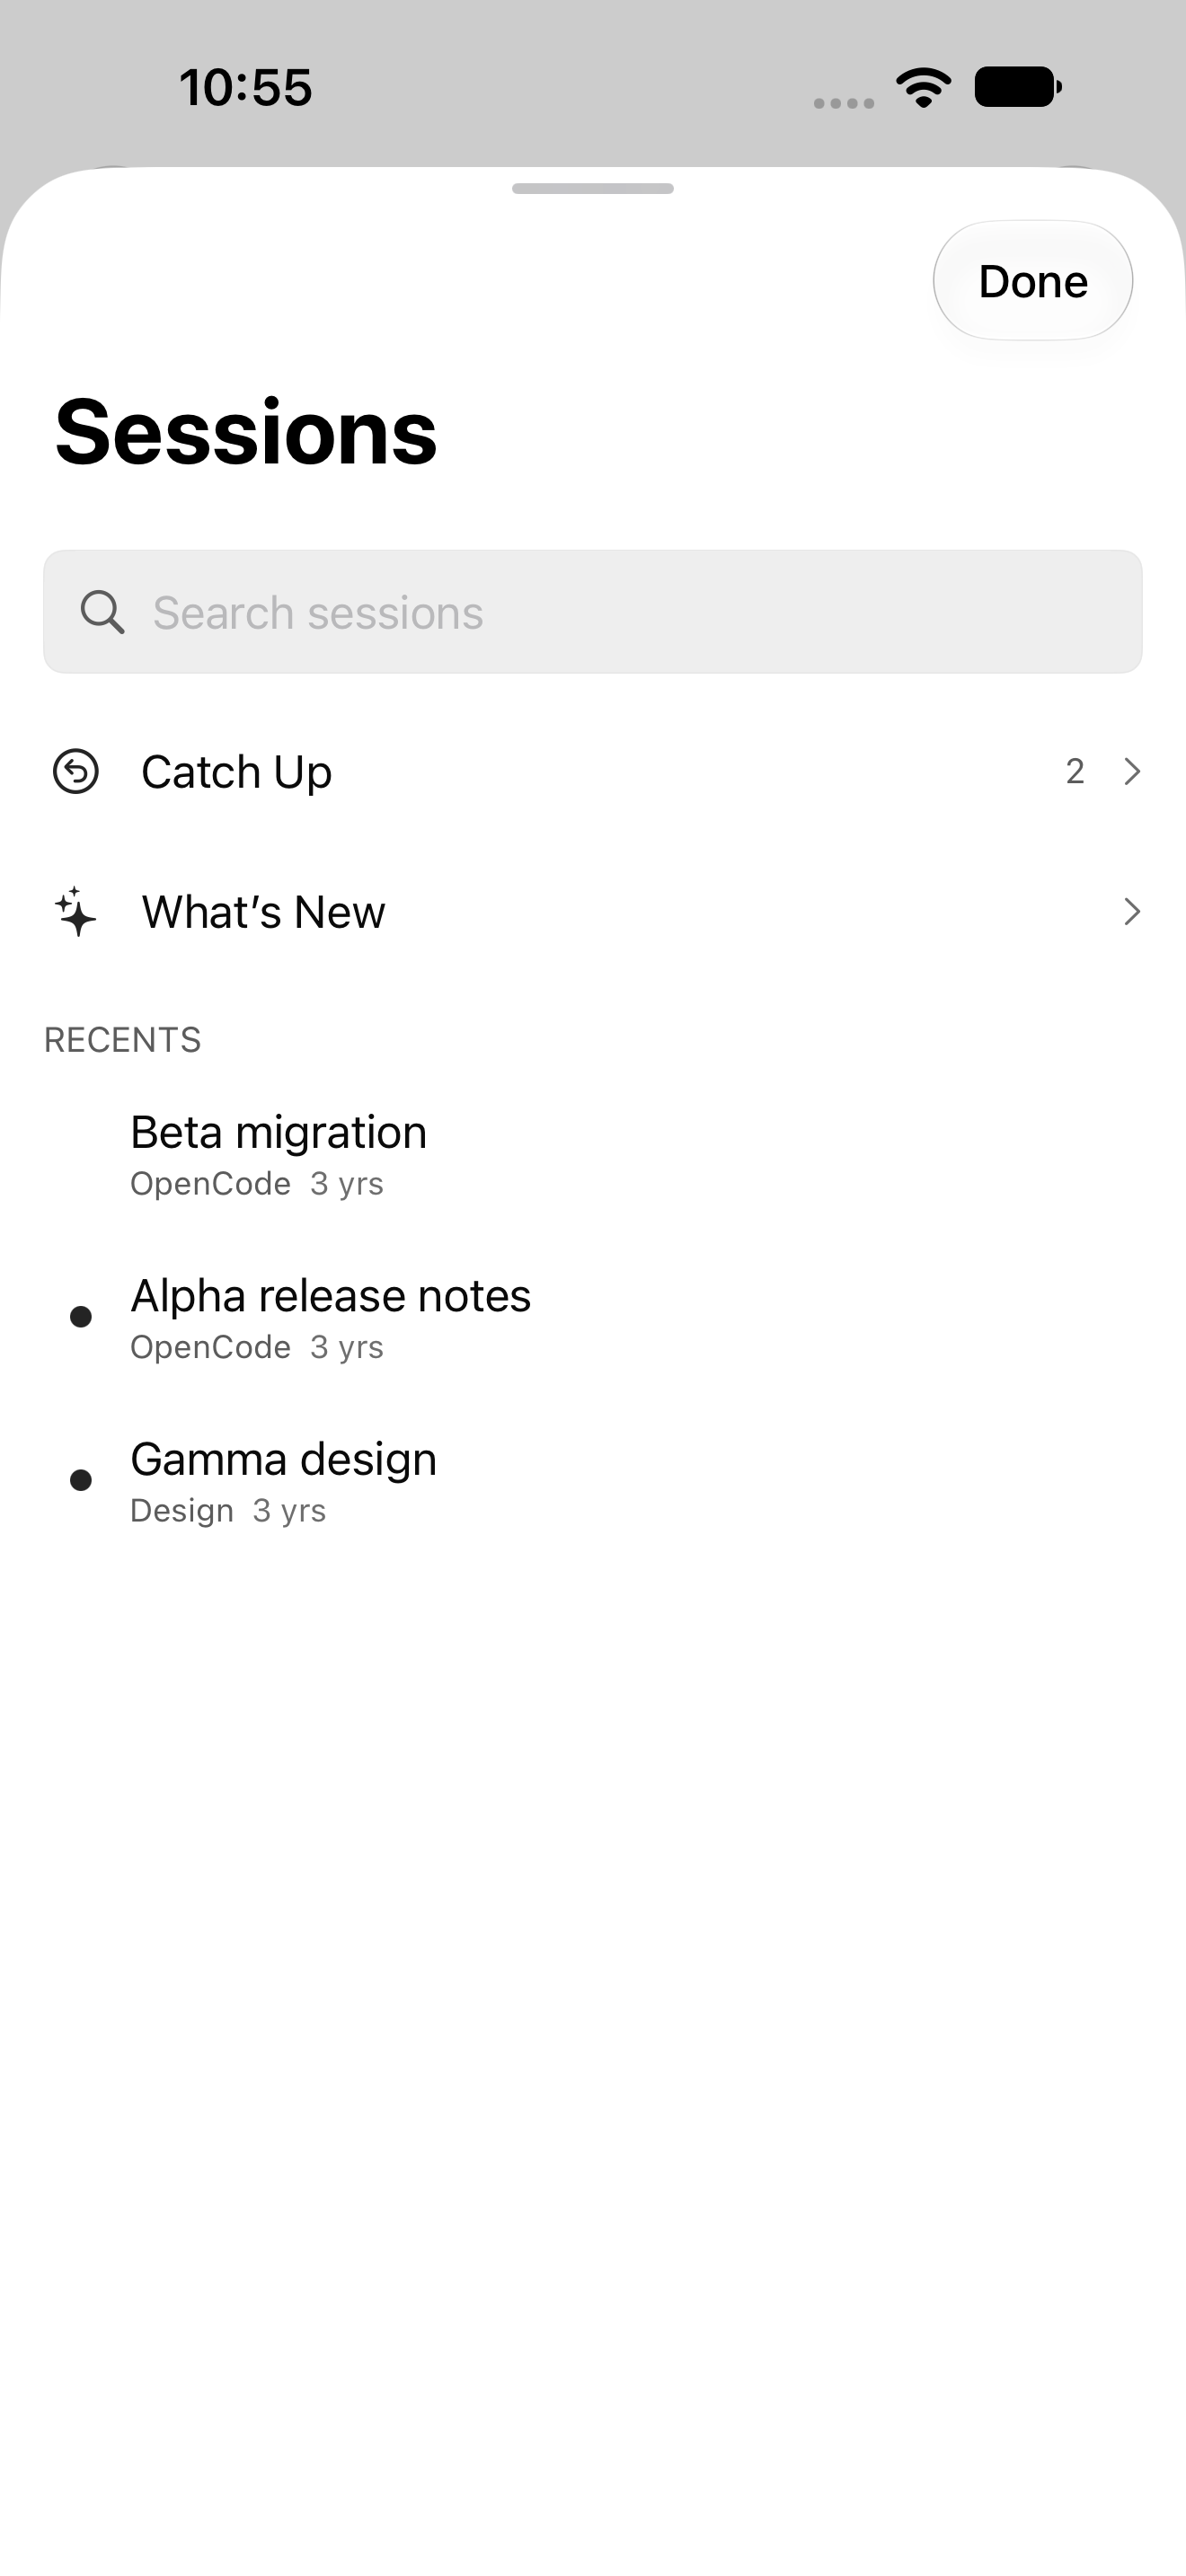 10:55
Done
Sessions
Search sessions
Catch Up 2
What’s New
RECENTS
Beta migration
OpenCode 3 yrs
Alpha release notes
OpenCode 3 yrs
Gamma design
Design 3 yrs